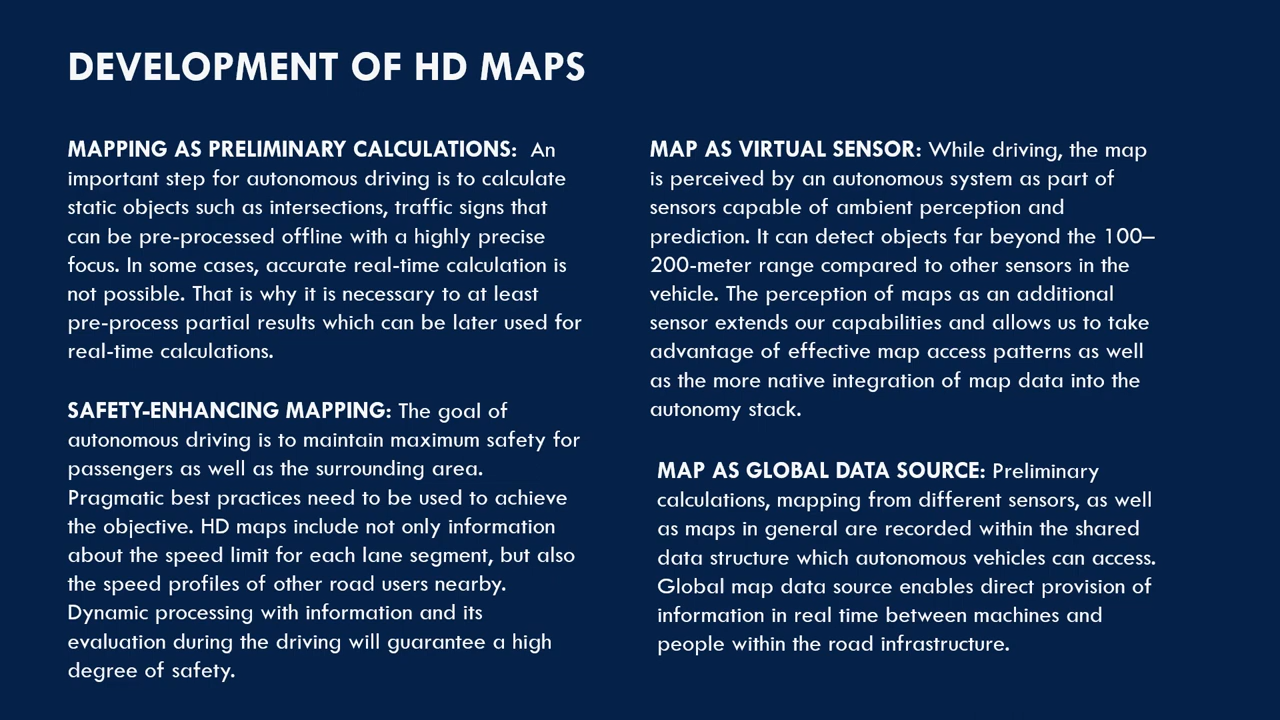 DEVELOPMENT OF HD MAPS
MAPPING AS PRELIMINARY CALCULATIONS: An
important step for autonomous driving is to calculate
static objects such as intersections, traffic signs that
can be pre-processed offline with a highly precise
focus. In some cases, accurate real-time calculation is
not possible. That is why it is necessary to at least
pre-process partial results which can be later used for
real-time calculations.
SAFETY-ENHANCING MAPPING: The goal of
autonomous driving is to maintain maximum safety for
passengers as well as the surrounding area.
Pragmatic best practices need to be used to achieve
the objective. HD maps include not only information
about the speed limit for each lane segment, but also
the speed profiles of other road users nearby.
Dynamic processing with information and its
evaluation during the driving will guarantee a high
degree of safety.
MAP AS VIRTUAL SENSOR: While driving, the map
is perceived by an autonomous system as part of
sensors capable of ambient perception and
prediction. It can detect objects far beyond the 100–
200-meter range compared to other sensors in the
vehicle. The perception of maps as an additional
sensor extends our capabilities and allows us to take
advantage of effective map access patterns as well
as the more native integration of map data into the
autonomy stack.
MAP AS GLOBAL DATA SOURCE: Preliminary
calculations, mapping from different sensors, as well
as maps in general are recorded within the shared
data structure which autonomous vehicles can access.
Global map data source enables direct provision of
information in real time between machines and
people within the road infrastructure.